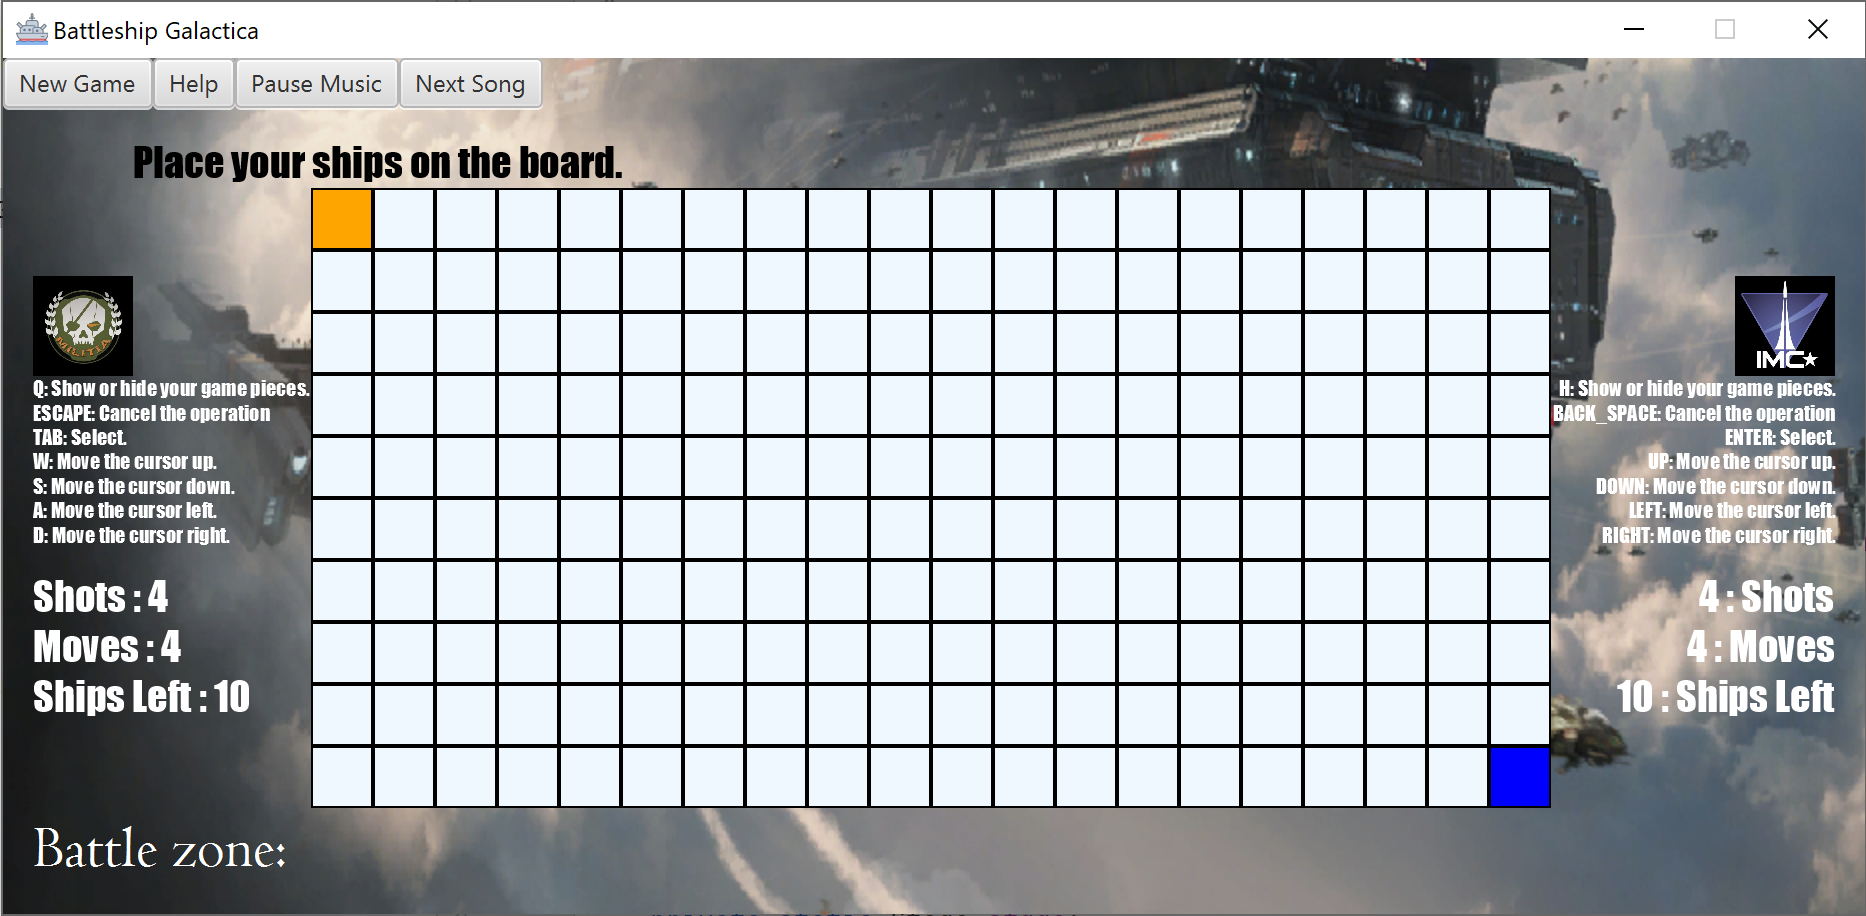 Battleship Galactica
New Game Help Pause Music Next Song
Place your ships on the board.
MILITIA
Q: Show or hide your game pieces.
ESCAPE: Cancel the operation
TAB: Select.
W: Move the cursor up.
S: Move the cursor down.
A: Move the cursor left.
D: Move the cursor right.
Shots : 4
Moves : 4
Ships Left : 10
IMC
H: Show or hide your game pieces.
BACK_SPACE: Cancel the operation
ENTER: Select.
UP: Move the cursor up.
DOWN: Move the cursor down.
LEFT: Move the cursor left.
RIGHT: Move the cursor right.
4 : Shots
4 : Moves
10 : Ships Left
Battle zone: